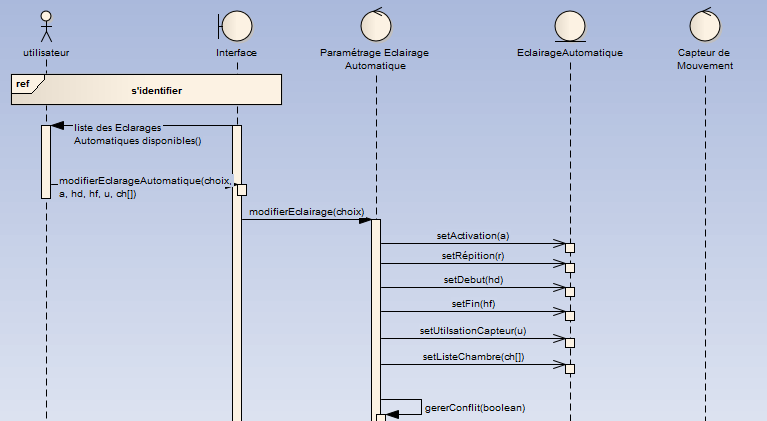 utilisateur
Interface
Paramétrage Eclairage
Automatique
EclairageAutomatique
Capteur de
Mouvement
ref
s'identifier
liste des Eclarages
Automatiques disponibles()
modifierEclarageAutomatique(choix,
a, hd, hf, u, ch[])
modifierEclairage(choix)
setActivation(a)
setRépition(r)
setDebut(hd)
setFin(hf)
setUtilsationCapteur(u)
setListeChambre(ch[])
gererConflit(boolean)